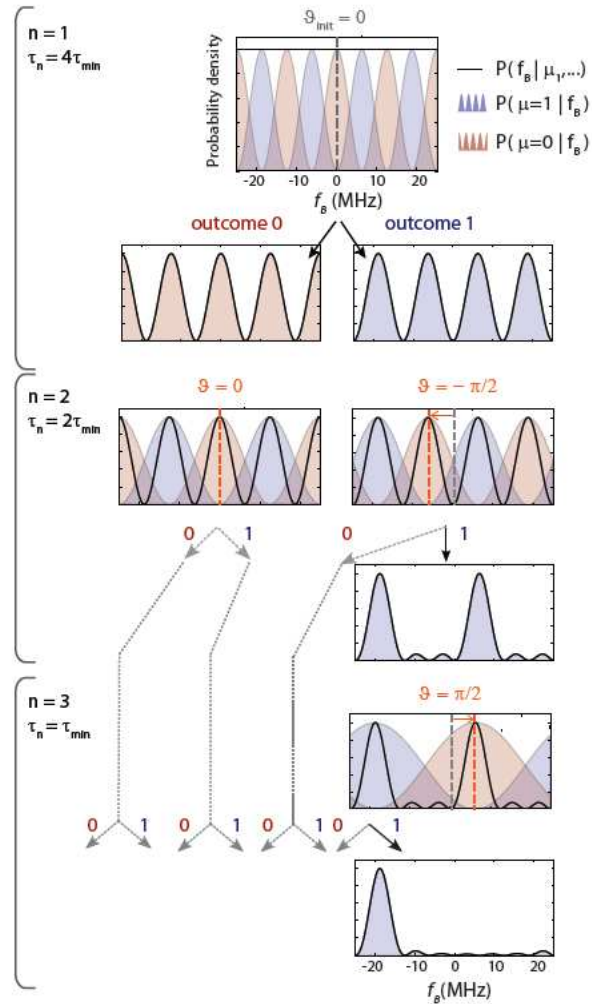 n = 1
τn = 4τmin
ϑinit = 0
Probability density
-20 -10 0 10 20
fB (MHz)
P( fB | μ1,...)
P( μ=1 | fB)
P( μ=0 | fB)
outcome 0 outcome 1
n = 2
τn = 2τmin
ϑ = 0 ϑ = − π/2
0 1 0 1
n = 3
τn = τmin
ϑ = π/2
0 1 0 1 0 1 0 1
-20 -10 0 10 20
fB (MHz)